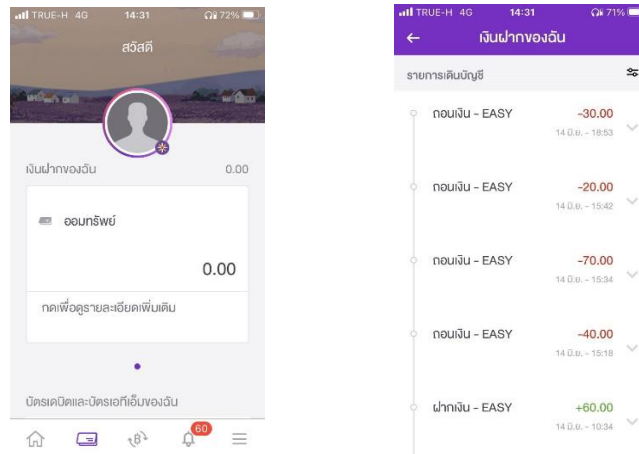 TRUE-H 4G 14:31 72%
สวัสดี
เงินฝากของฉัน 0.00
ออมทรัพย์
0.00
กดเพื่อดูรายละเอียดเพิ่มเติม
บัตรเดบิตและบัตรเอทีเอ็มของฉัน
60
TRUE-H 4G 14:31 71%
เงินฝากของฉัน
รายการเดินบัญชี
ถอนเงิน - EASY -30.00
14 มิ.ย. - 18:53
ถอนเงิน - EASY -20.00
14 มิ.ย. - 15:42
ถอนเงิน - EASY -70.00
14 มิ.ย. - 15:34
ถอนเงิน - EASY -40.00
14 มิ.ย. - 15:18
ฝากเงิน - EASY +60.00
14 มิ.ย. - 10:34